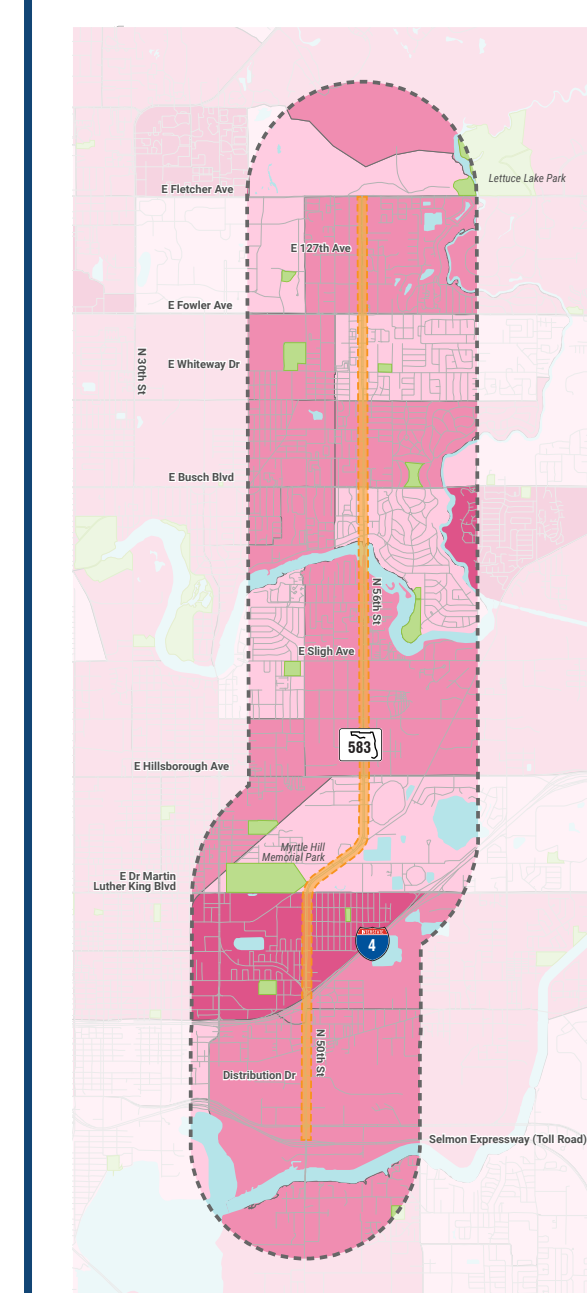 Lettuce Lake Park
E Fletcher Ave
E 127th Ave
E Fowler Ave
N 30th St
E Whiteway Dr
E Busch Blvd
N 56th St
E Sligh Ave
583
E Hillsborough Ave
Myrtle Hill
Memorial Park
E Dr Martin
Luther King Blvd
4
N 50th St
Distribution Dr
Selmon Expressway (Toll Road)